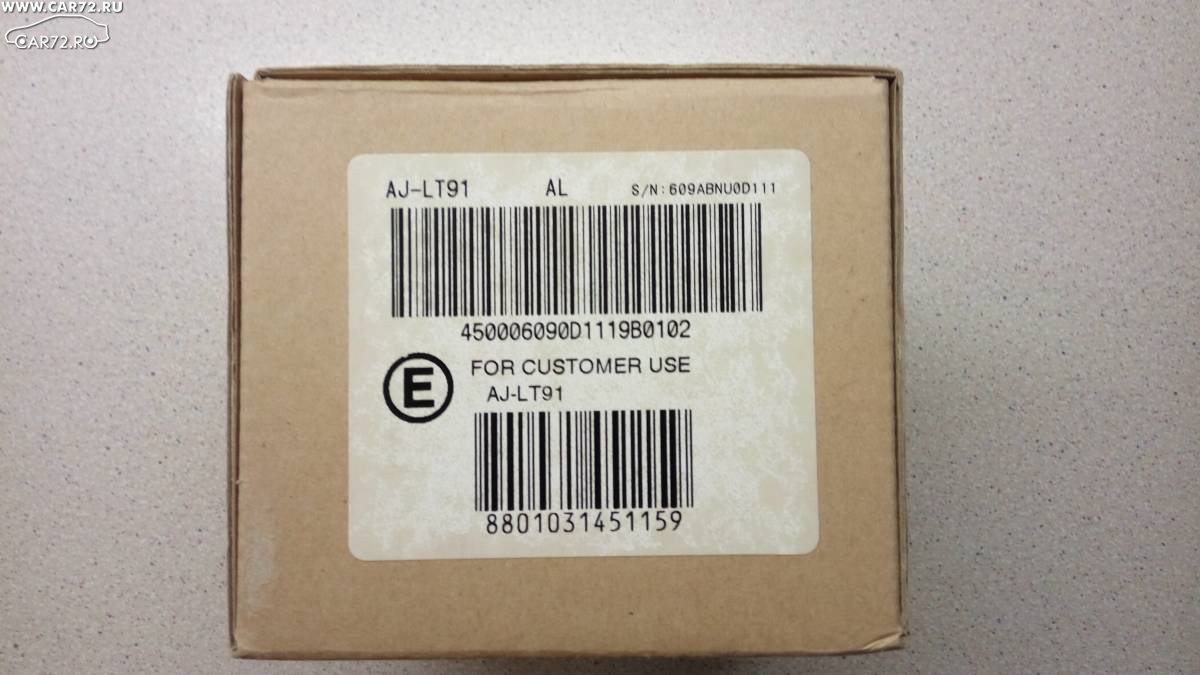 WWW.CAR72.RU
CAR72.RU
AJ-LT91 AL S/N:609ABNU0D111
450006090D1119B0102
E FOR CUSTOMER USE
AJ-LT91
8801031451159